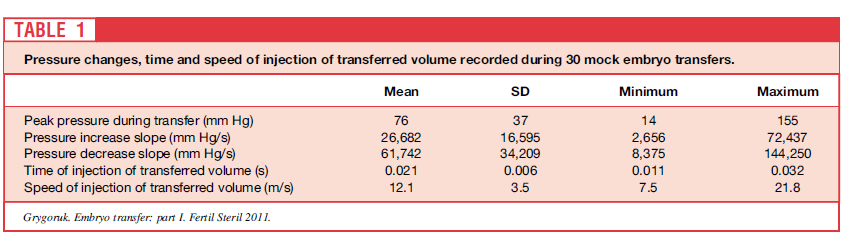 TABLE 1
Pressure changes, time and speed of injection of transferred volume recorded during 30 mock embryo transfers.
Mean SD Minimum Maximum
Peak pressure during transfer (mm Hg) 76 37 14 155
Pressure increase slope (mm Hg/s) 26,682 16,595 2,656 72,437
Pressure decrease slope (mm Hg/s) 61,742 34,209 8,375 144,250
Time of injection of transferred volume (s) 0.021 0.006 0.011 0.032
Speed of injection of transferred volume (m/s) 12.1 3.5 7.5 21.8
Grygoruk. Embryo transfer: part I. Fertil Steril 2011.